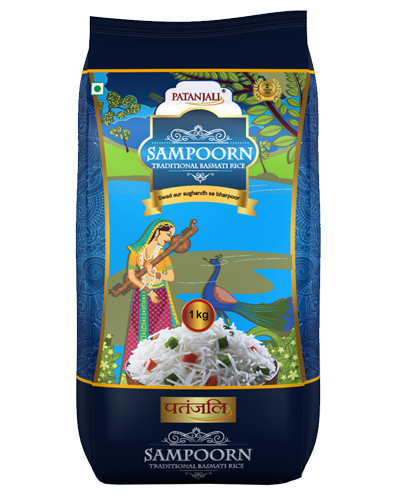 PATANJALI
SAMPOORN
TRADITIONAL BASMATI RICE
Swad aur sughandh se bharpoor
1 kg
पतंजलि
SAMPOORN
TRADITIONAL BASMATI RICE